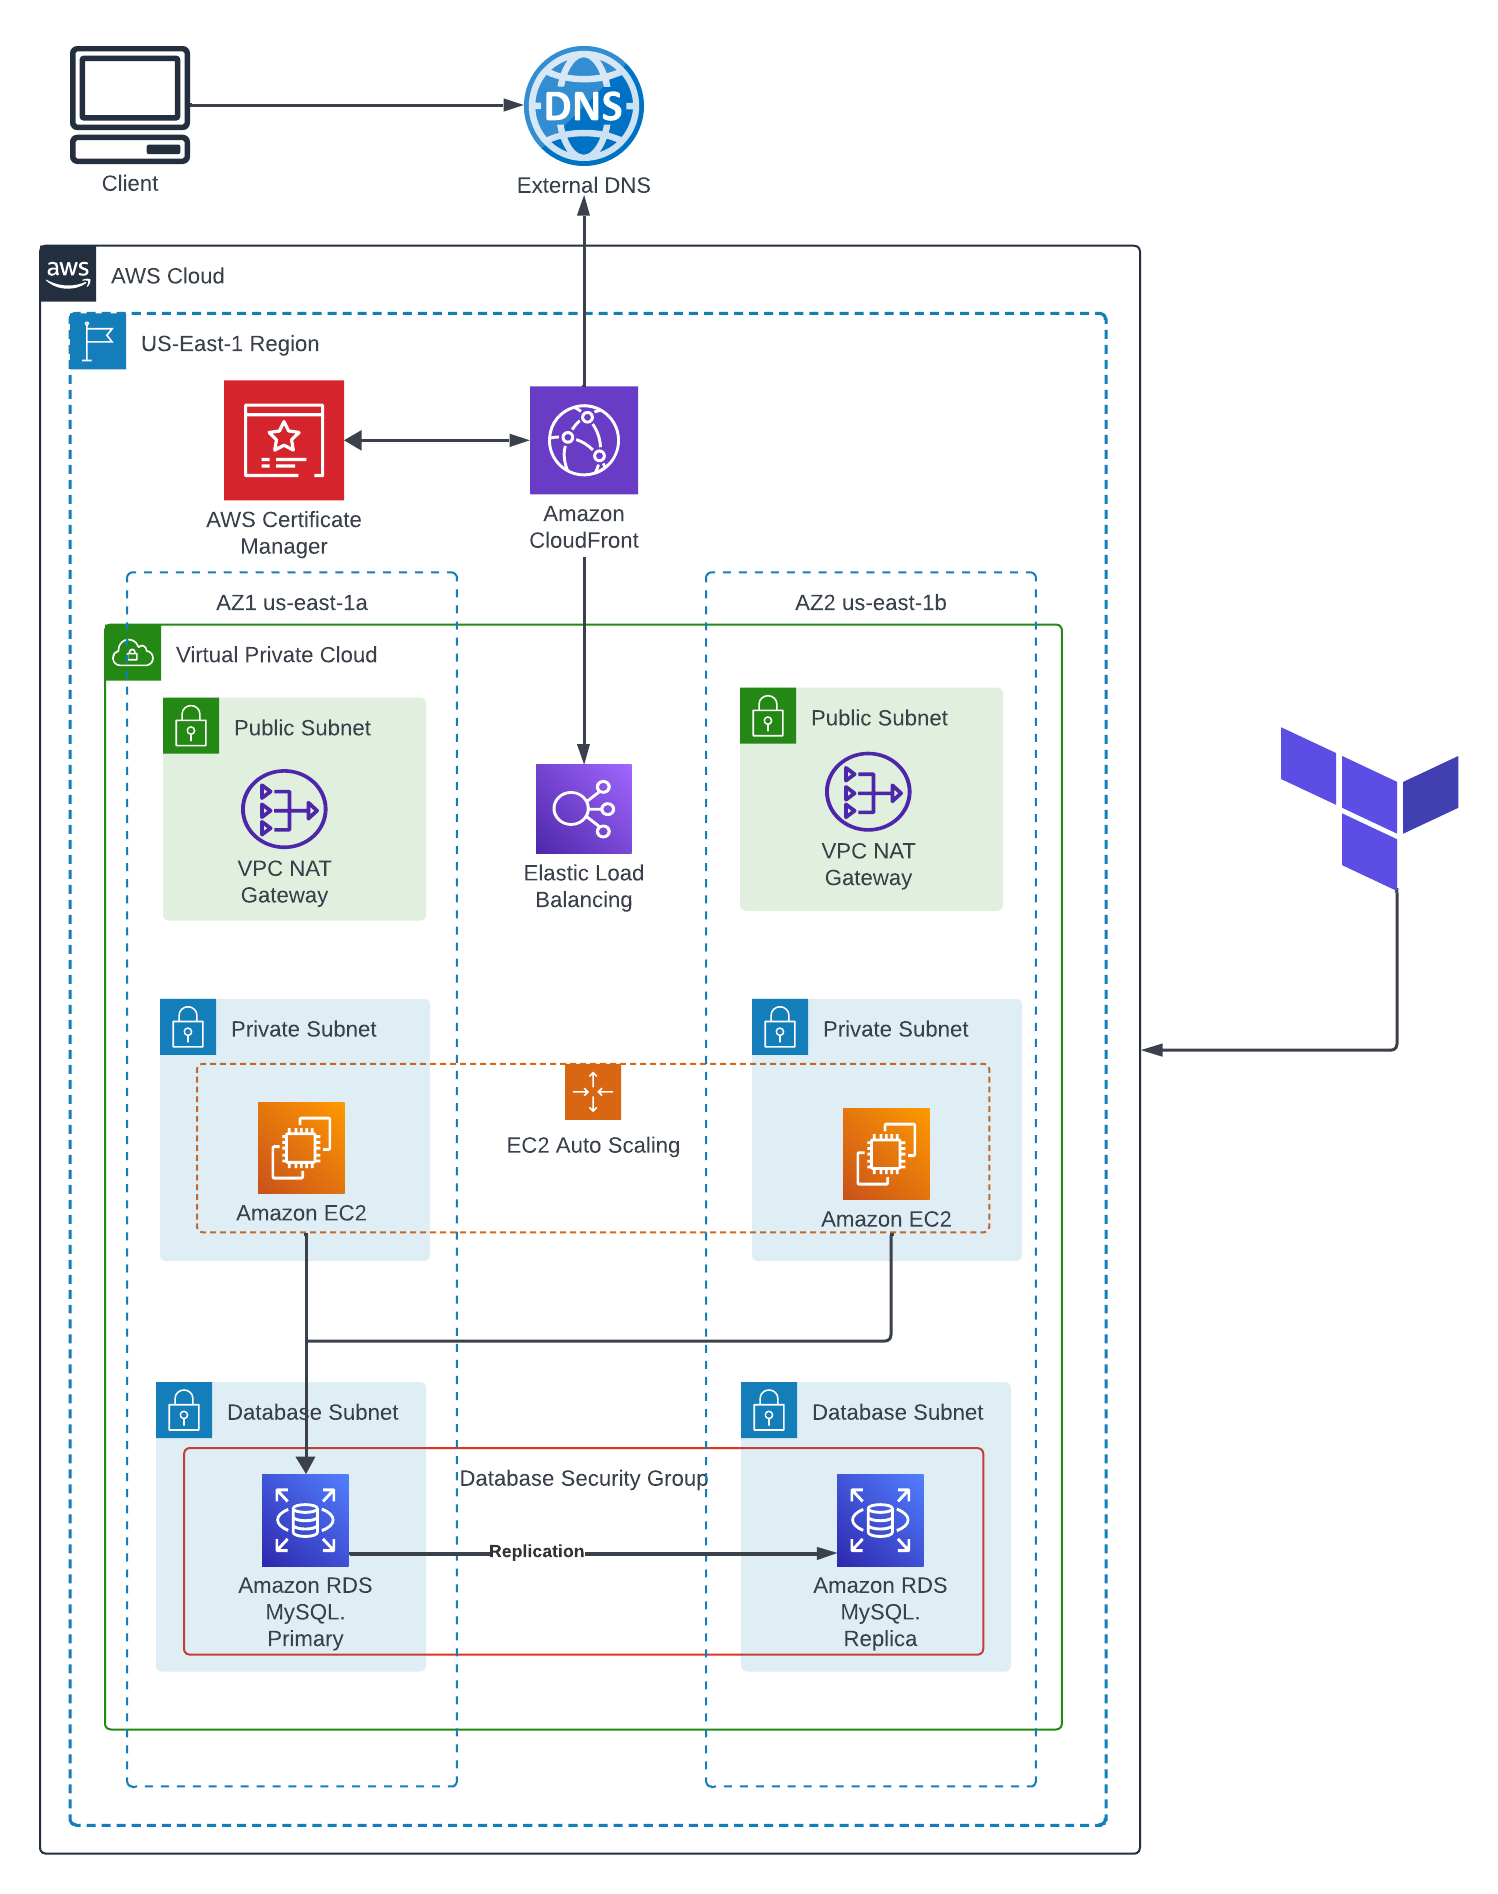 DNS
Client
External DNS
aws
AWS Cloud
US-East-1 Region
AWS Certificate
Manager
Amazon
CloudFront
AZ1 us-east-1a
AZ2 us-east-1b
Virtual Private Cloud
Public Subnet
Public Subnet
VPC NAT
Gateway
Elastic Load
Balancing
VPC NAT
Gateway
Private Subnet
Private Subnet
EC2 Auto Scaling
Amazon EC2
Amazon EC2
Database Subnet
Database Subnet
Database Security Group
Replication
Amazon RDS
MySQL.
Primary
Amazon RDS
MySQL.
Replica